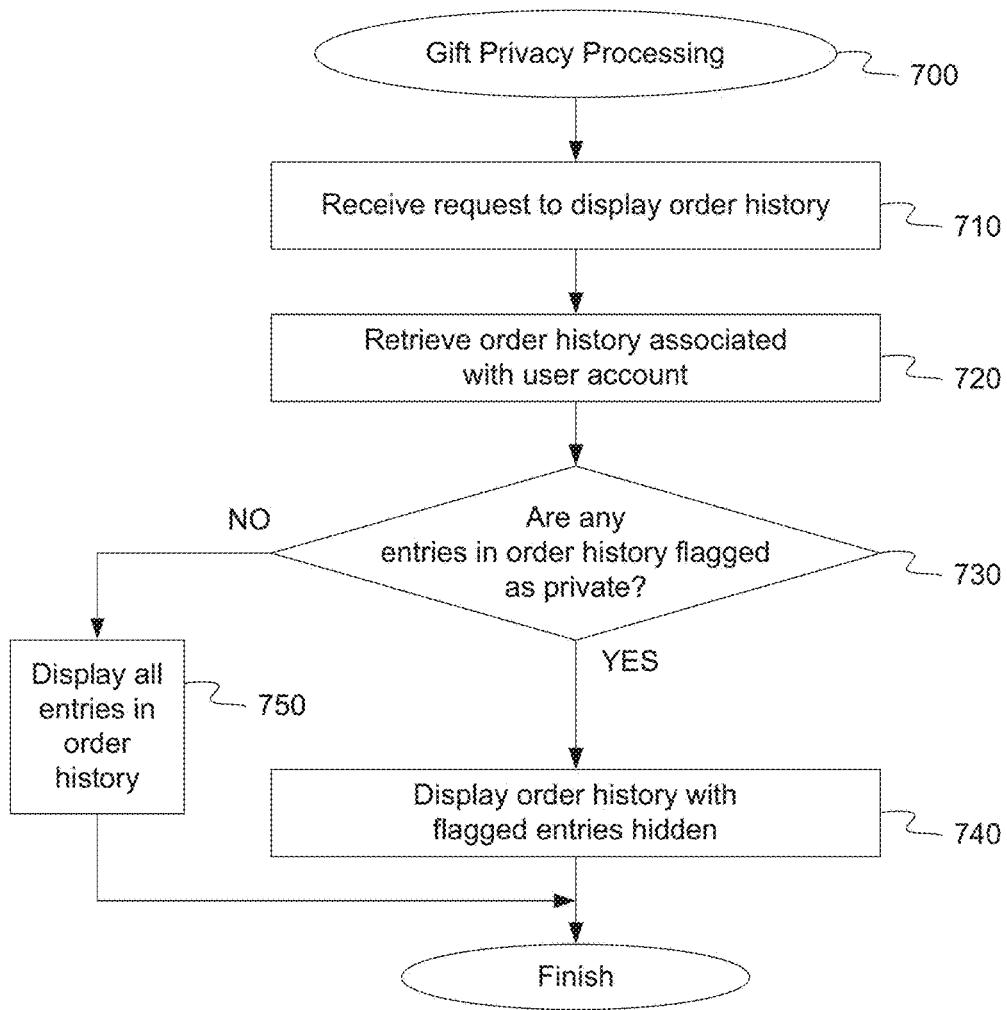 Gift Privacy Processing
700
Receive request to display order history
710
Retrieve order history associated
with user account
720
Are any
entries in order history flagged
as private?
730
NO
YES
Display all
entries in
order
history
750
Display order history with
flagged entries hidden
740
Finish